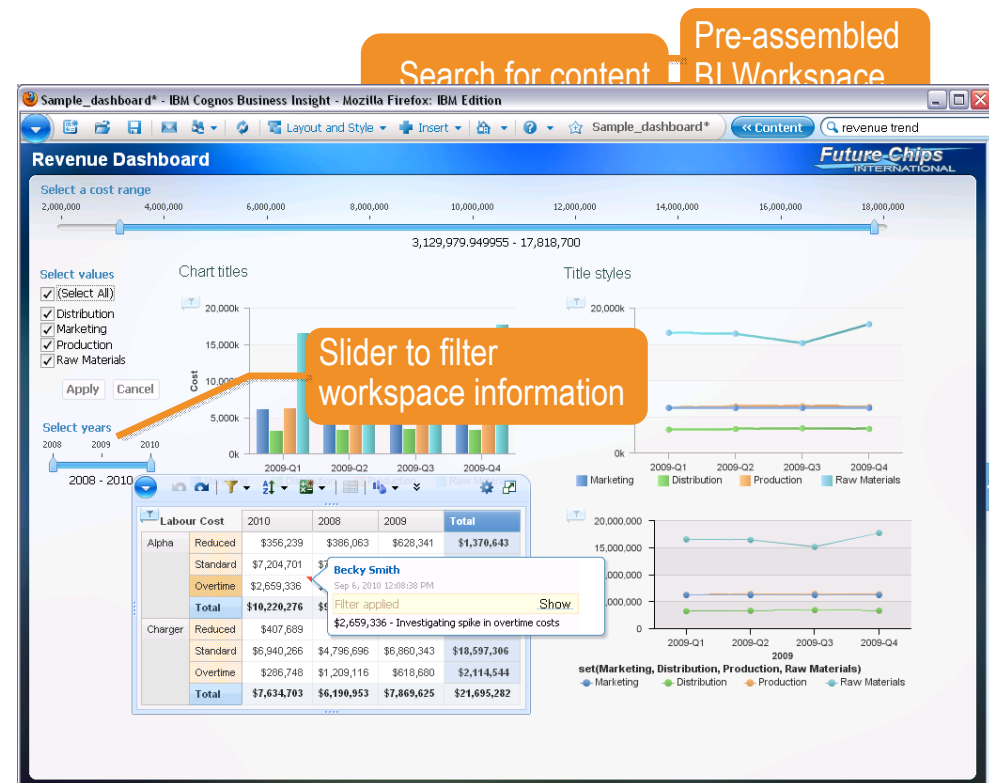 Pre-assembled
Search for content
BI Workspace
Sample_dashboard* - IBM Cognos Business Insight - Mozilla Firefox: IBM Edition
Layout and Style Insert Sample_dashboard* << Content revenue trend
Revenue Dashboard
Future Chips
INTERNATIONAL
Select a cost range
2,000,000 4,000,000 6,000,000 8,000,000 10,000,000 12,000,000 14,000,000 16,000,000 18,000,000
3,129,979.949955 - 17,818,700
Select values
(Select All)
Distribution
Marketing
Production
Raw Materials
Apply Cancel
Select years
2008 2009 2010
2008 - 2010
Chart titles
20,000k
15,000k
10,000k
5,000k
0k
Cost
2009-Q1 2009-Q2 2009-Q3 2009-Q4
Slider to filter
workspace information
Title styles
20,000k
0k
2009-Q1 2009-Q2 2009-Q3 2009-Q4
Marketing Distribution Production Raw Materials
Labour Cost 2010 2008 2009 Total
Alpha Reduced $356,239 $386,063 $628,341 $1,370,643
Standard $7,204,701
Overtime $2,659,336
Total $10,220,276
Charger Reduced $407,689
Standard $6,940,266 $4,796,696 $6,860,343 $18,597,306
Overtime $286,748 $1,209,116 $618,680 $2,114,544
Total $7,634,703 $6,190,953 $7,869,625 $21,695,282
Becky Smith
Sep 6, 2010 12:08:38 PM
Filter applied Show
$2,659,336 - Investigating spike in overtime costs
20,000,000
15,000,000
,000,000
,000,000
0
2009-Q1 2009-Q2 2009-Q3 2009-Q4
2009
set(Marketing, Distribution, Production, Raw Materials)
Marketing Distribution Production Raw Materials